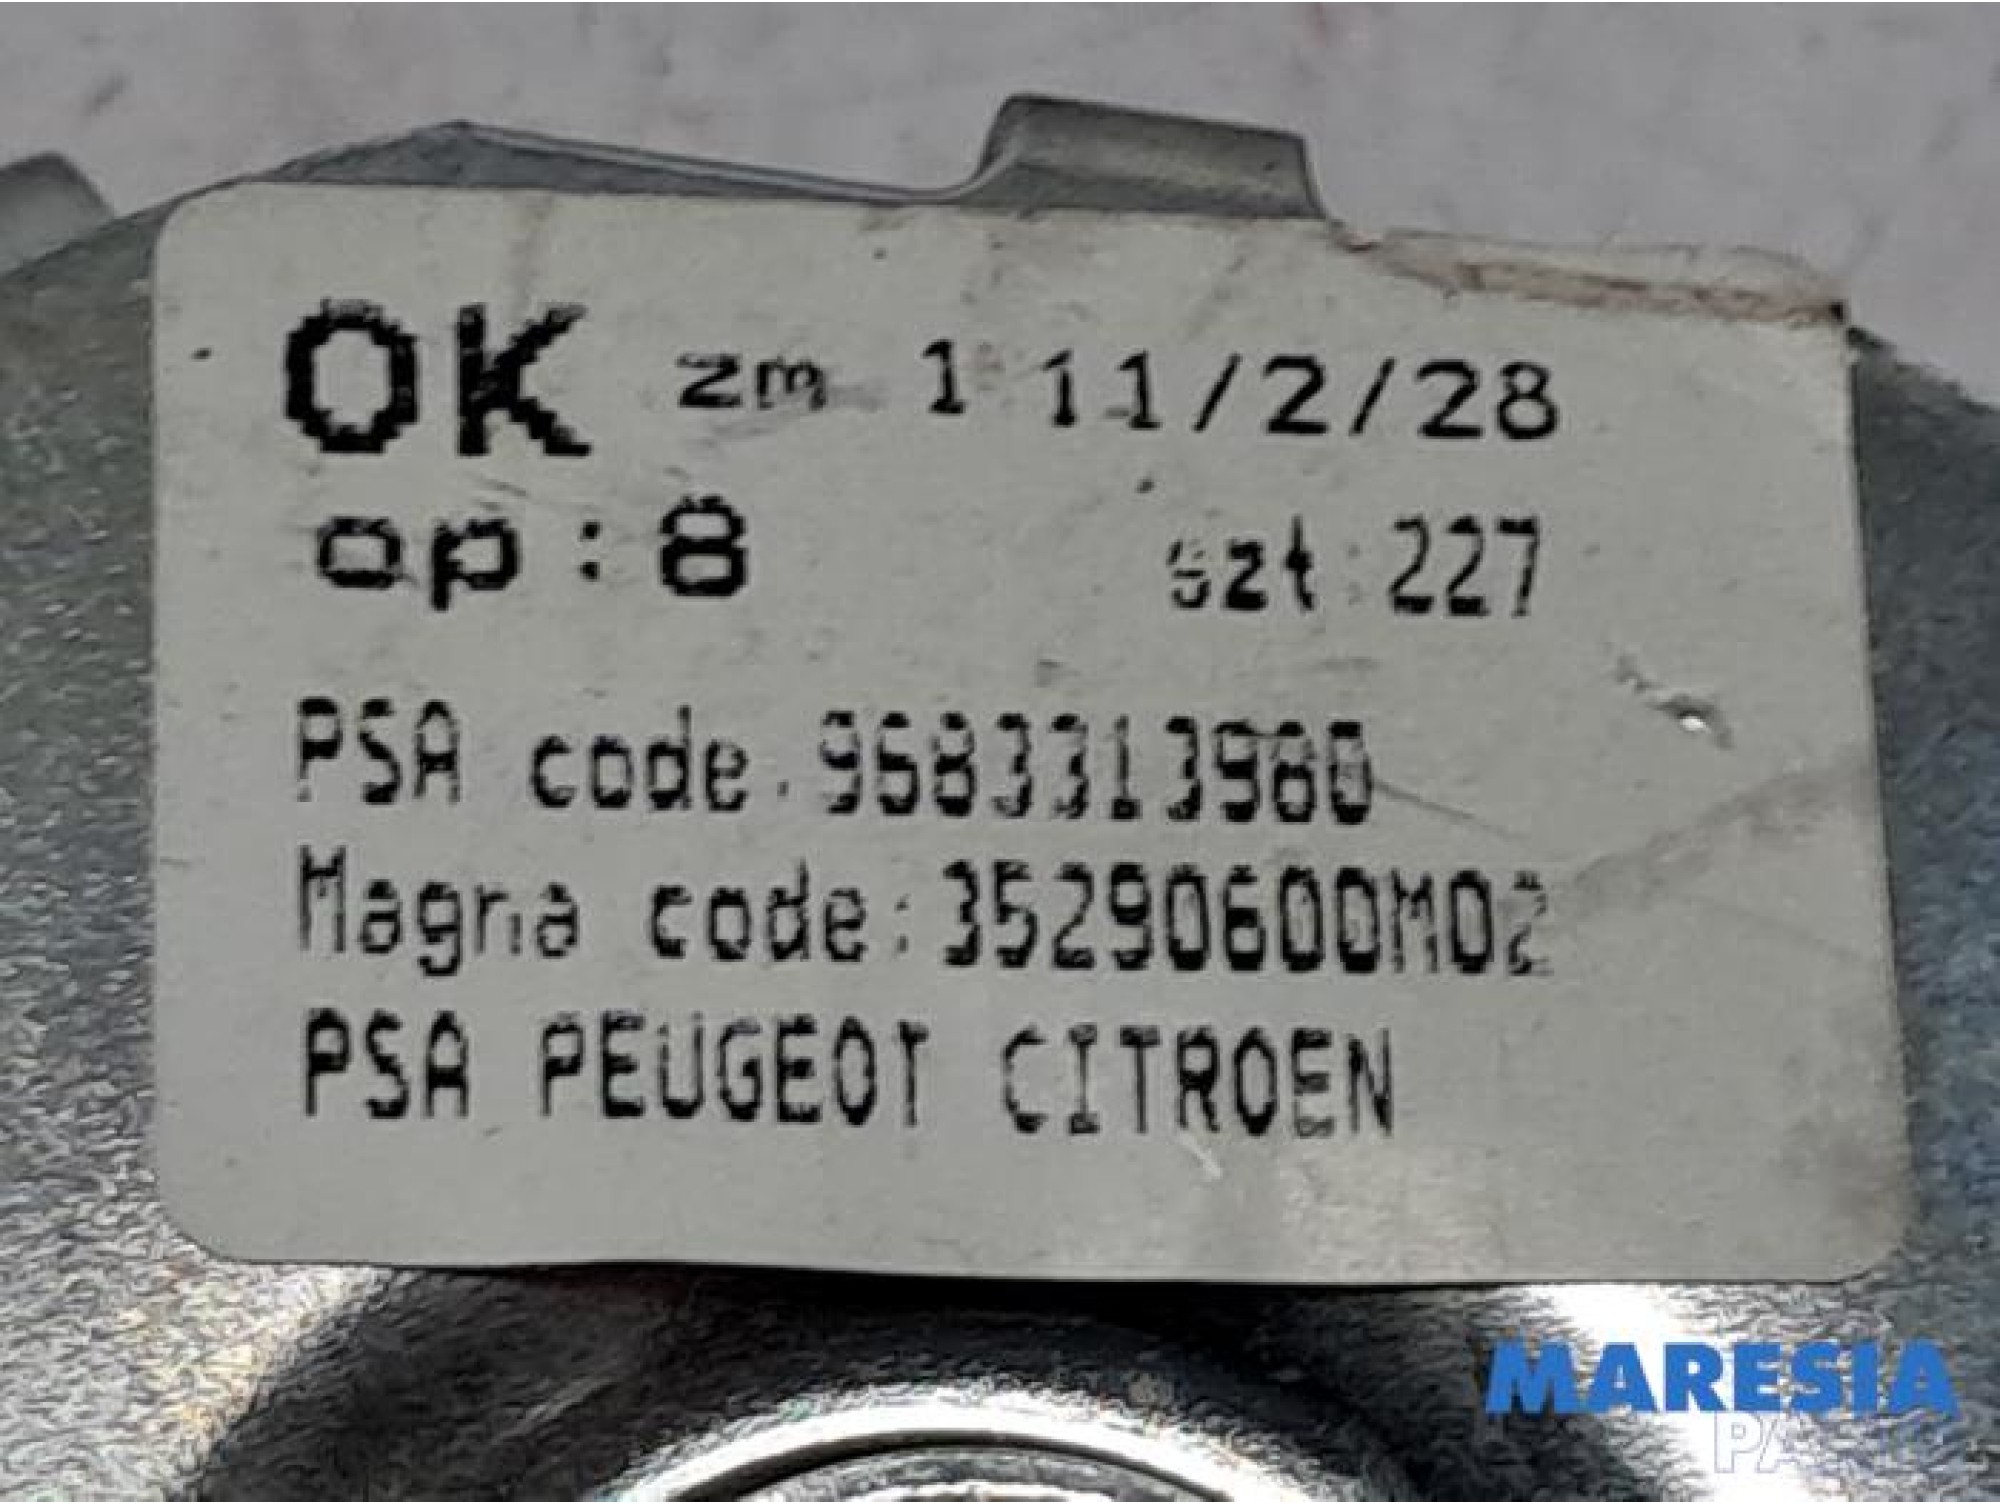 OK zm 1 11/2/28
op:8 szt:227
PSA code:9683313980
Magna code:35290600M02
PSA PEUGEOT CITROEN
MARESIA
PARTS